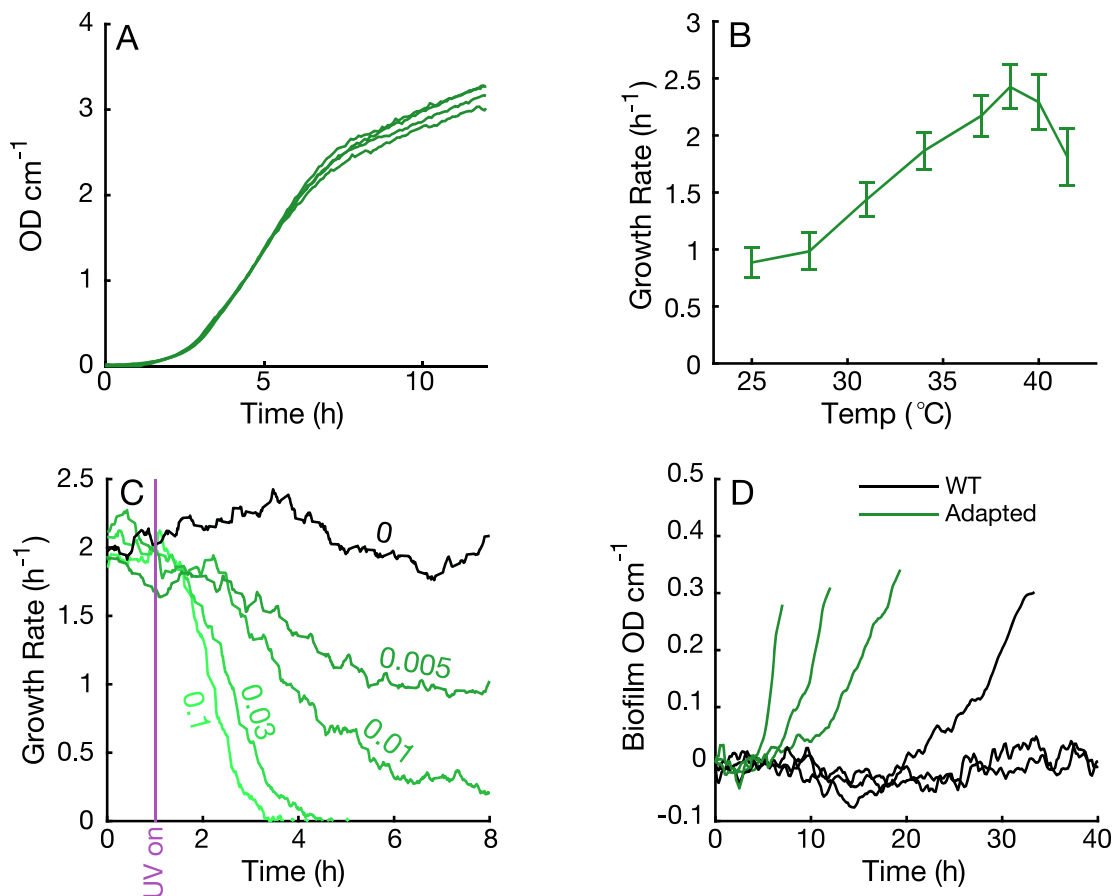 A
OD cm⁻¹
4
3
2
1
0
0 5 10
Time (h)
B
Growth Rate (h⁻¹)
3
2.5
2
1.5
1
0.5
0
25 30 35 40
Temp (°C)
C
Growth Rate (h⁻¹)
2.5
2
1.5
1
0.5
0
0
0.005
0.01
0.03
0.1
0 2 4 6 8
UV on
Time (h)
D
WT
Adapted
Biofilm OD cm⁻¹
0.5
0.4
0.3
0.2
0.1
0
−0.1
0 10 20 30 40
Time (h)